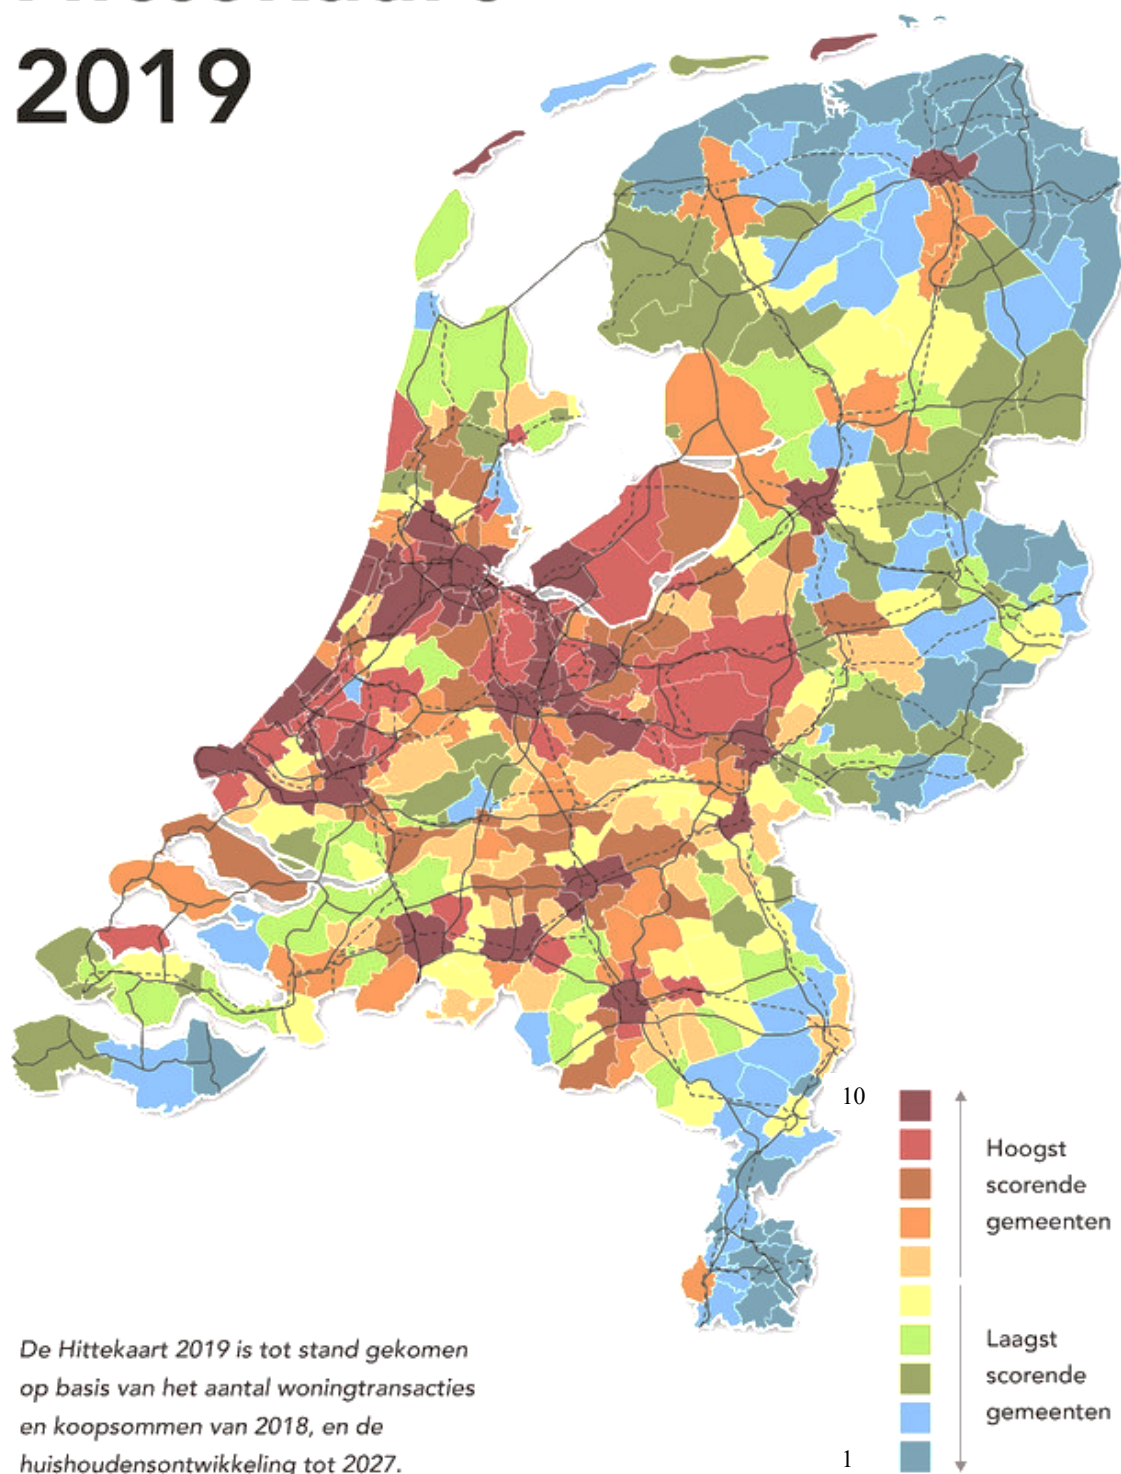 2019
10
Hoogst
scorende
gemeenten
Laagst
scorende
gemeenten
1
De Hittekaart 2019 is tot stand gekomen
op basis van het aantal woningtransacties
en koopsommen van 2018, en de
huishoudensontwikkeling tot 2027.